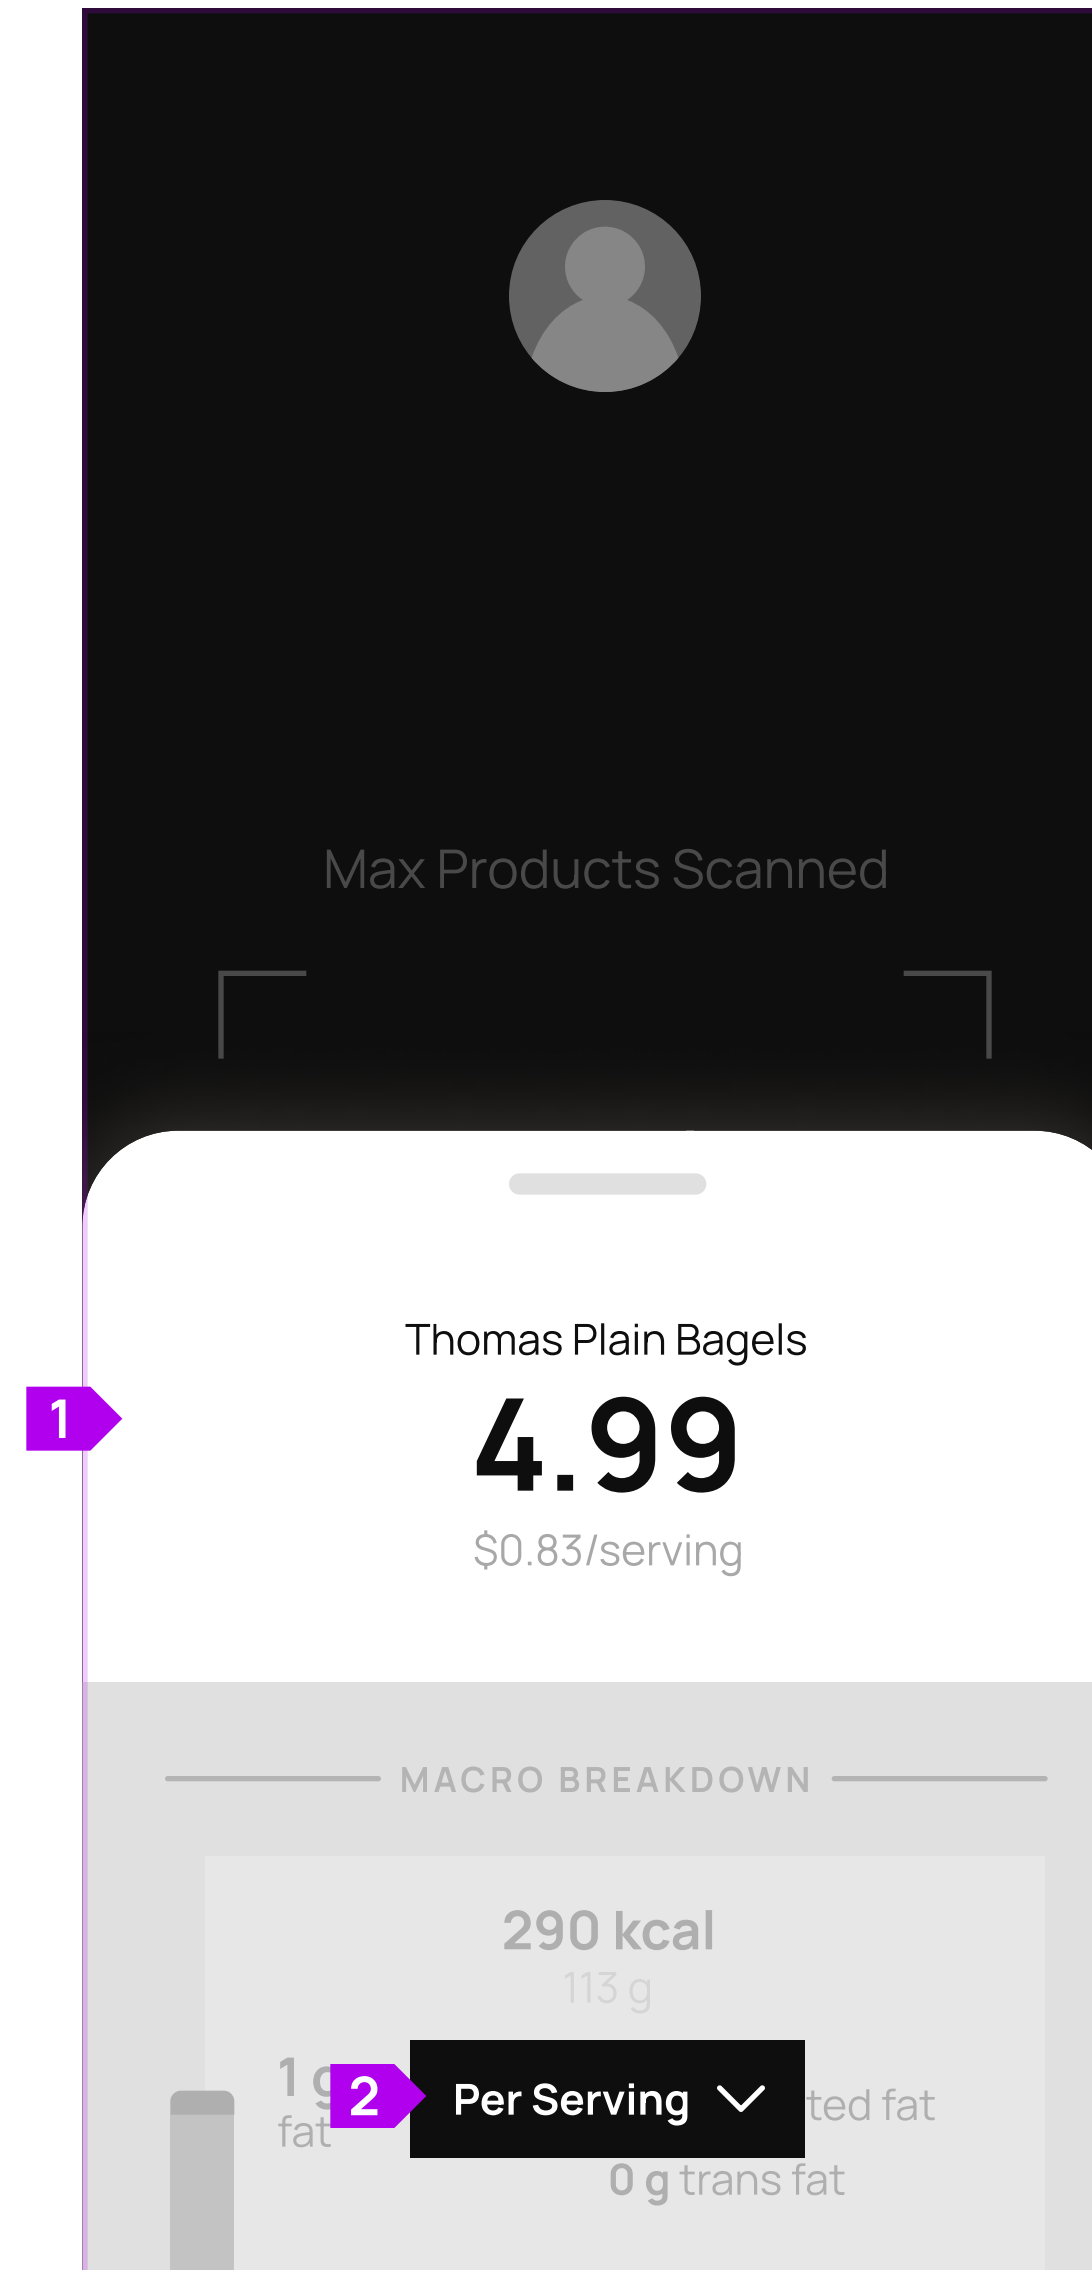 Max Products Scanned
Thomas Plain Bagels
1
4.99
$0.83/serving
MACRO BREAKDOWN
290 kcal
113 g
1 g
fat
2
Per Serving
ted fat
0 g trans fat